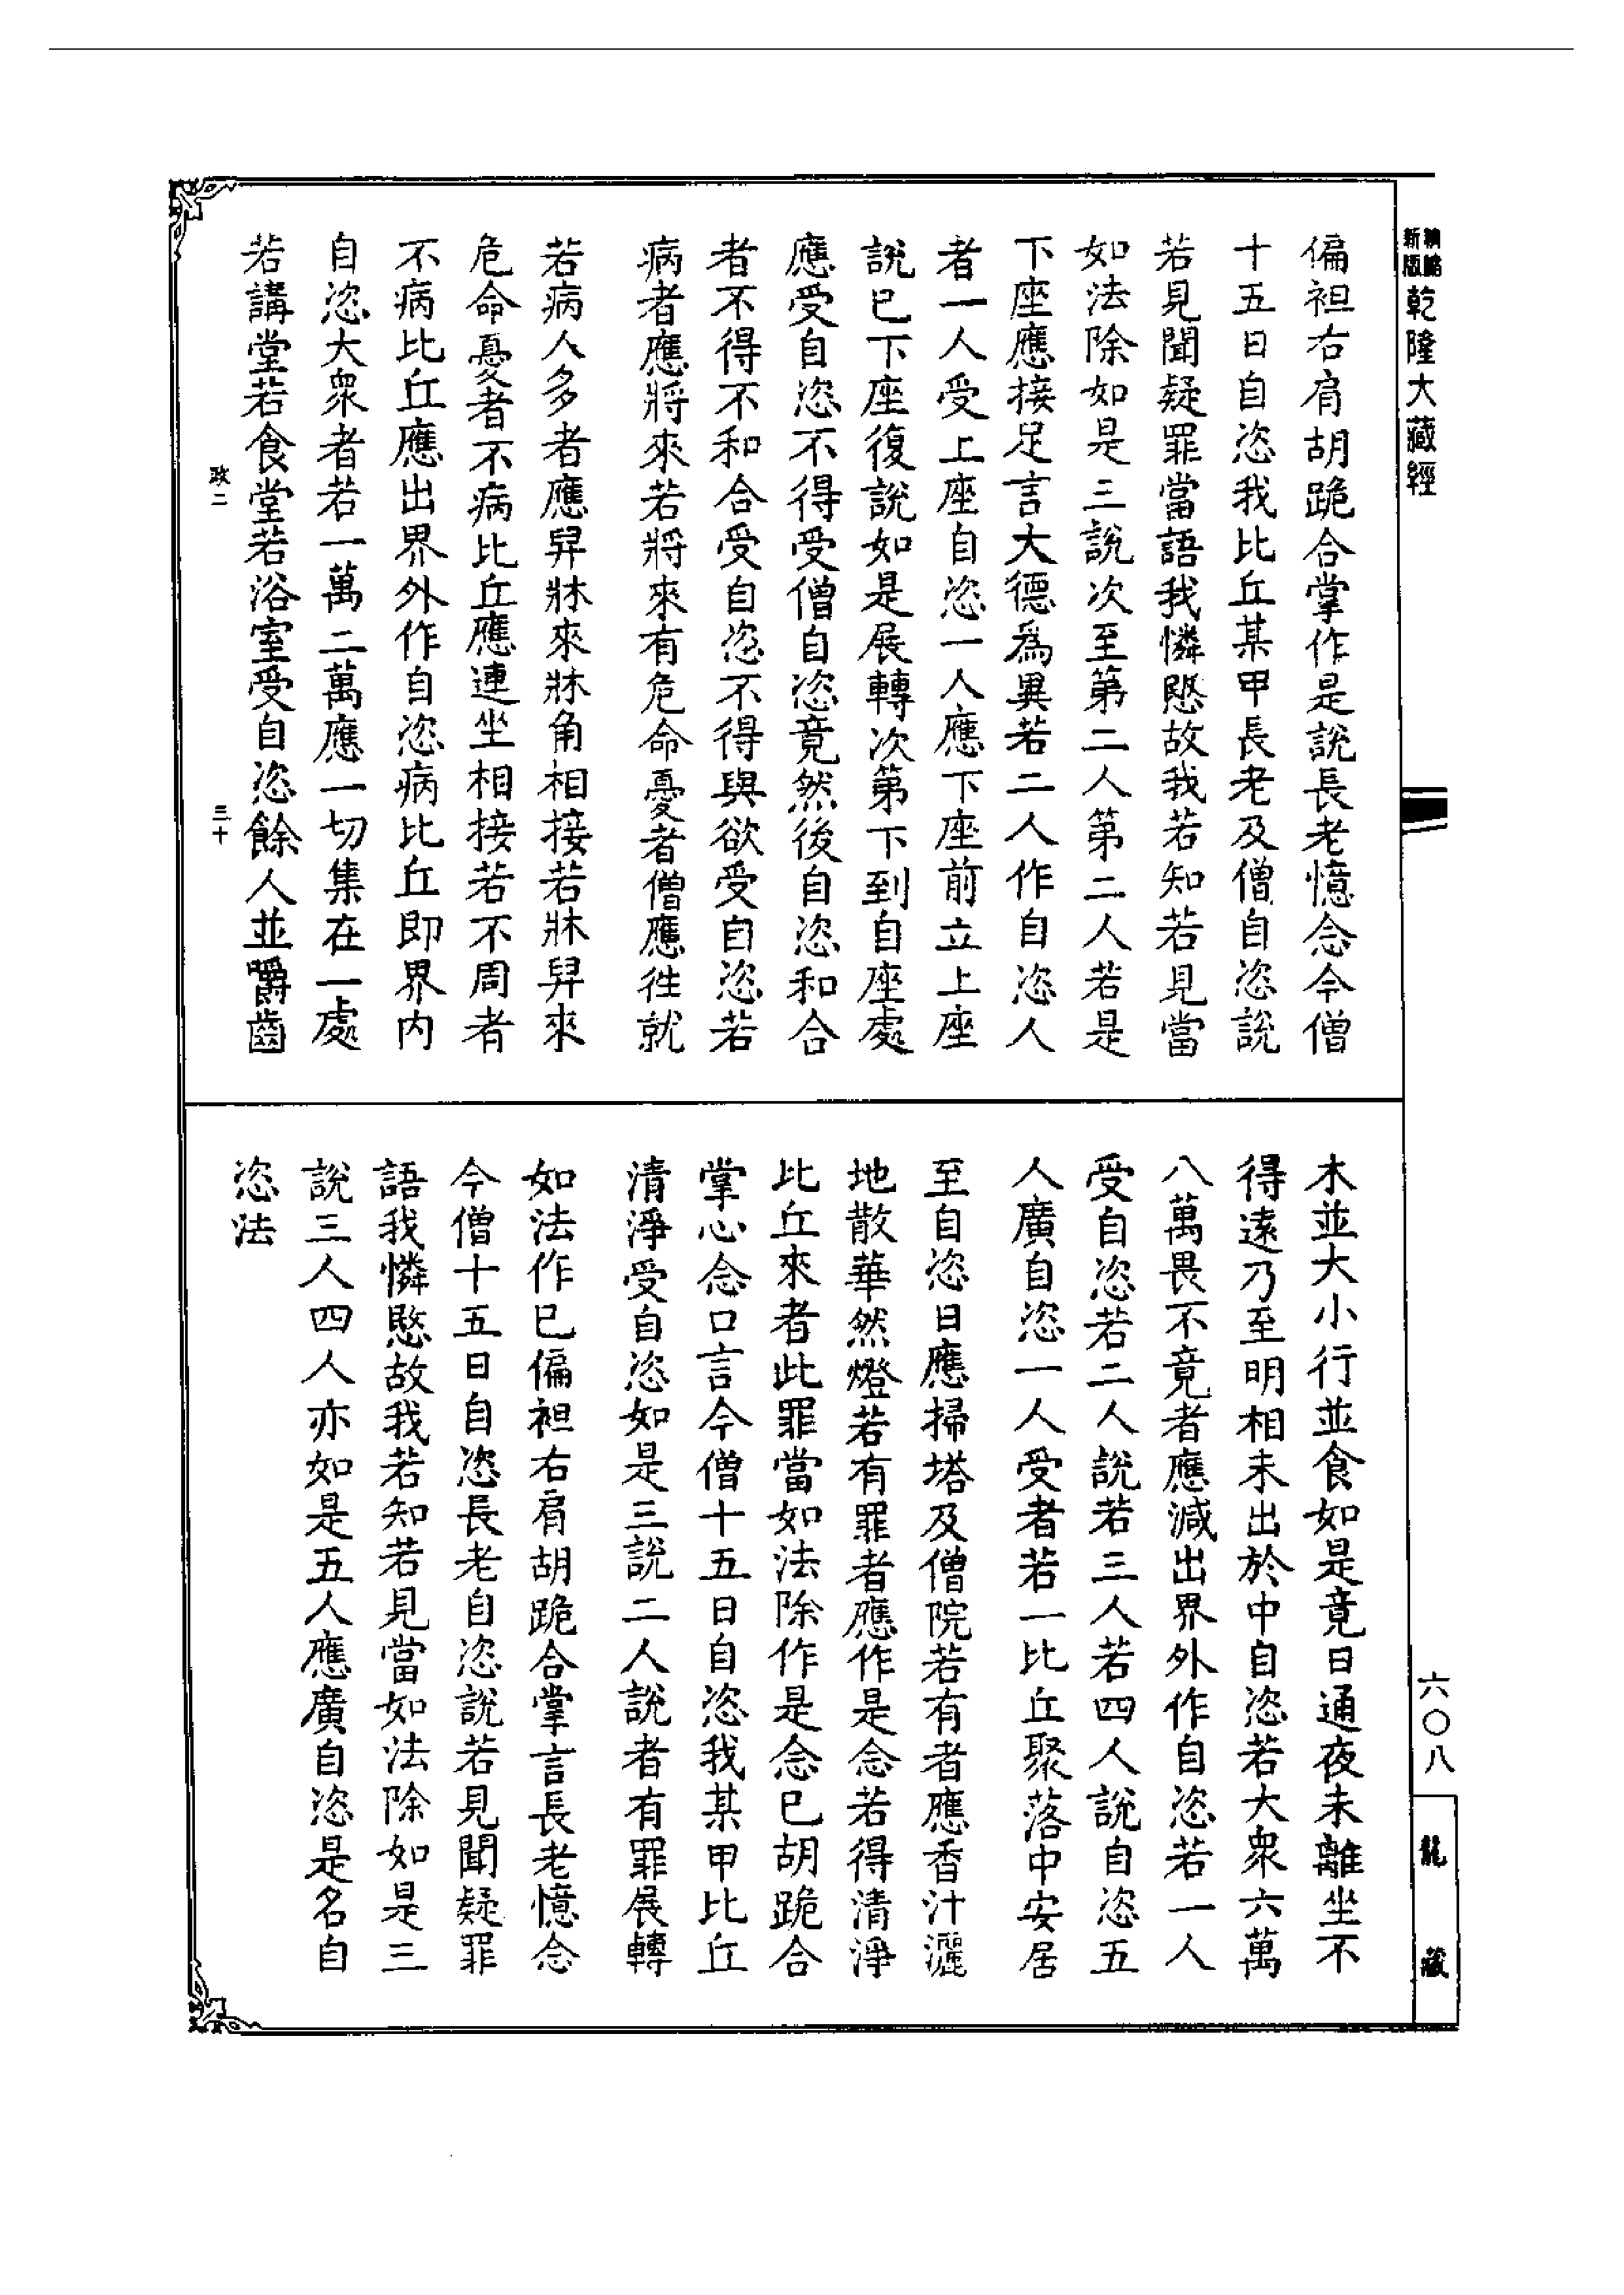 新版
乾隆大藏經
偏袒右肩胡跪合掌作是說長老憶念今僧
十五日自恣我比丘某甲長老及僧自恣說
若見聞疑罪當語我憐愍故我若知若見當
如法除如是三說次至第二人第二人若是
下座應接足言大德為異若二人作自恣人
者一人受上座自恣一人應下座前立上座
說已下座復說如是展轉次第下到自座處
應受自恣不得受僧自恣竟然後自恣和合
者不得不和合受自恣不得與欲受自恣若
病者應將來若將來有危命憂者僧應往就
若病人多者應舁牀來牀角相接若牀舁來
危命憂者不病比丘應連坐相接若不周者
不病比丘應出界外作自恣病比丘即界內
自恣大眾者若一萬二萬應一切集在一處
若講堂若食堂若浴室受自恣餘人並嚼齒
政二
三十
木並大小行並食如是竟日通夜未離坐不
得遠乃至明相未出於中自恣若大眾六萬
八萬畏不竟者應減出界外作自恣若一人
受自恣若二人說若三人若四人說自恣五
人廣自恣一人受者若一比丘聚落中安居
至自恣日應掃塔及僧院若有者應香汁灑
地散華然燈若有罪者應作是念若得清淨
比丘來者此罪當如法除作是念已胡跪合
掌心念口言今僧十五日自恣我某甲比丘
清淨受自恣如是三說二人說者有罪展轉
如法作已偏袒右肩胡跪合掌言長老憶念
今僧十五日自恣長老自恣說若見聞疑罪
語我憐愍故我若知若見當如法除如是三
說三人四人亦如是五人應廣自恣是名自
恣法
六〇八
龍藏